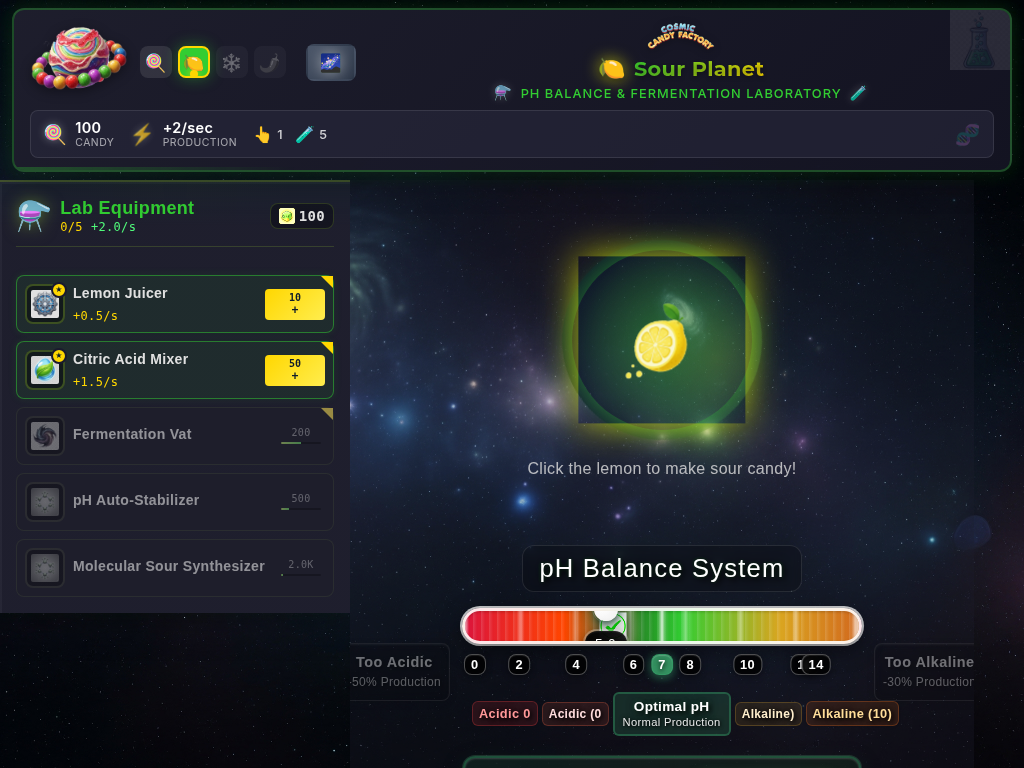 COSMIC
CANDY FACTORY
Sour Planet
PH BALANCE & FERMENTATION LABORATORY
100
CANDY
+2/sec
PRODUCTION
1
5
Lab Equipment
0/5 +2.0/s
100
Lemon Juicer
+0.5/s
10
+
Citric Acid Mixer
+1.5/s
50
+
Fermentation Vat
200
pH Auto-Stabilizer
500
Molecular Sour Synthesizer
2.0K
Click the lemon to make sour candy!
pH Balance System
Too Acidic
-50% Production
0 2 4 6 7 8 10 14
Too Alkaline
-30% Production
Acidic 0
Acidic (0
Optimal pH
Normal Production
Alkaline)
Alkaline (10)